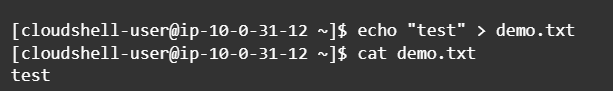 [cloudshell-user@ip-10-0-31-12 ~]$ echo "test" > demo.txt
[cloudshell-user@ip-10-0-31-12 ~]$ cat demo.txt
test